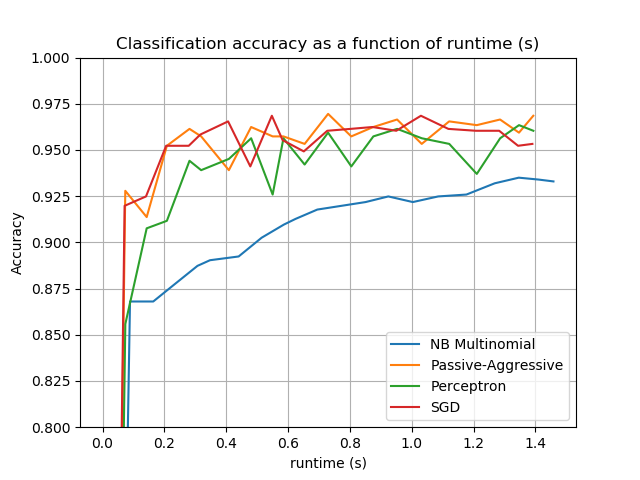 Classification accuracy as a function of runtime (s)
1.000
0.975
0.950
0.925
0.900
0.875
0.850
0.825
0.800
Accuracy
NB Multinomial
Passive-Aggressive
Perceptron
SGD
0.0 0.2 0.4 0.6 0.8 1.0 1.2 1.4
runtime (s)